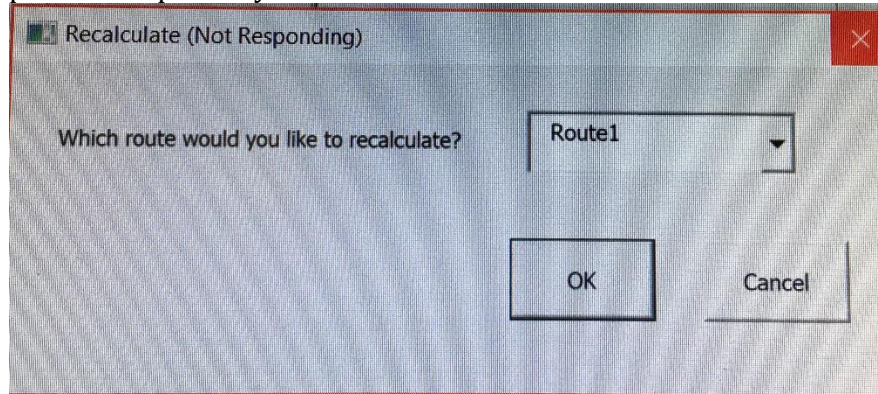 Recalculate (Not Responding)
Which route would you like to recalculate? Route1
OK Cancel